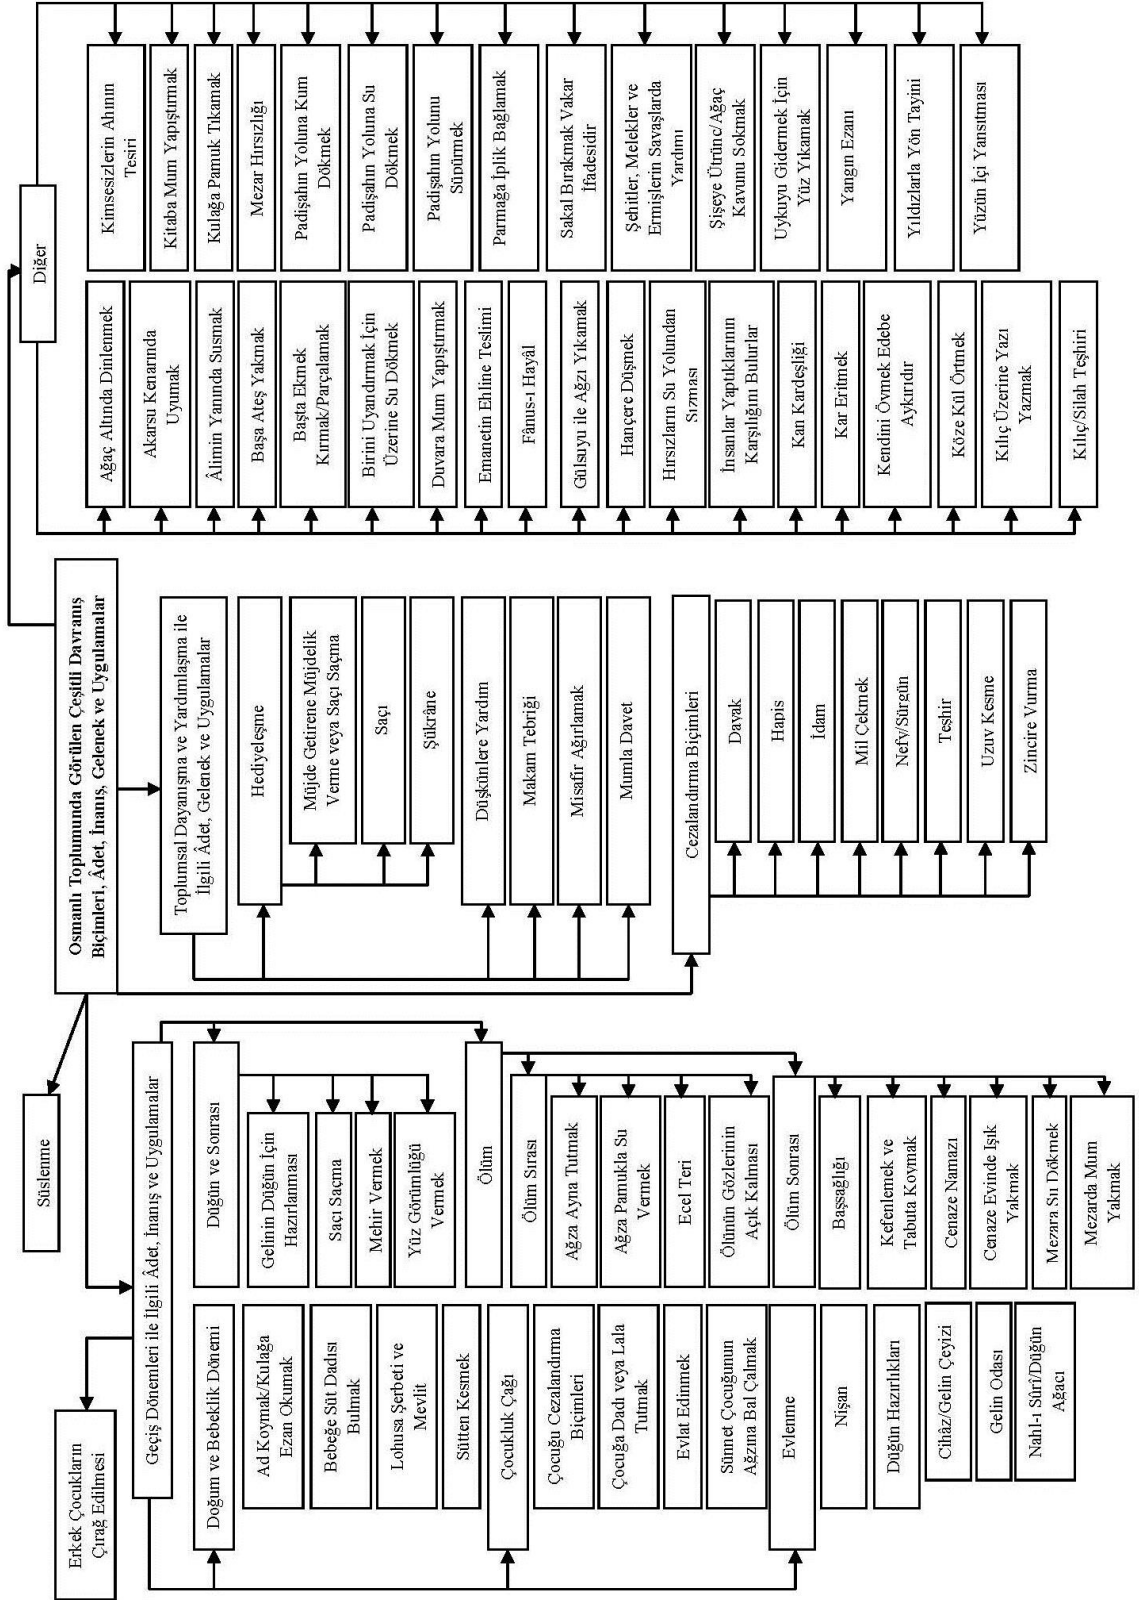 Osmanlı Toplumunda Görülen Çeşitli Davranış
Biçimleri, Âdet, İnanış, Gelenek ve Uygulamalar
Süslenme
Erkek Çocukların
Çırağ Edilmesi
Geçiş Dönemleri ile İlgili Âdet, İnanış ve Uygulamalar
Doğum ve Bebeklik Dönemi
Ad Koymak/Kulağa
Ezan Okumak
Bebeğe Süt Dadısı
Bulmak
Lohusa Şerbeti ve
Mevlit
Sütten Kesmek
Çocukluk Çağı
Çocuğu Cezalandırma
Biçimleri
Çocuğa Dadı veya Lala
Tutmak
Evlat Edinmek
Sünnet Çocuğunun
Ağzına Bal Çalmak
Evlenme
Nişan
Düğün Hazırlıkları
Cihâz/Gelin Çeyizi
Gelin Odası
Nahl-ı Sûrî/Düğün
Ağacı
Düğün ve Sonrası
Gelinin Düğün İçin
Hazırlanması
Saçı Saçma
Mehir Vermek
Yüz Görümlüğü
Vermek
Ölüm
Ölüm Sırası
Ağza Ayna Tutmak
Ağza Pamukla Su
Vermek
Ecel Teri
Ölünün Gözlerinin
Açık Kalması
Ölüm Sonrası
Başsağlığı
Kefenlemek ve
Tabuta Koymak
Cenaze Namazı
Cenaze Evinde Işık
Yakmak
Mezara Su Dökmek
Mezarda Mum
Yakmak
Toplumsal Dayanışma ve Yardımlaşma ile
İlgili Âdet, Gelenek ve Uygulamalar
Hediyeleşme
Müjde Getirene Müjdelik
Verme veya Saçı Saçma
Saçı
Şükrâne
Düşkünlere Yardım
Makam Tebriği
Misafir Ağırlamak
Mumla Davet
Cezalandırma Biçimleri
Dayak
Hapis
İdam
Mil Çekmek
Nefy/Sürgün
Teşhir
Uzuv Kesme
Zincire Vurma
Diğer
Ağaç Altında Dinlenmek
Akarsu Kenarında
Uyumak
Âlimin Yanında Susmak
Başa Ateş Yakmak
Başta Ekmek
Kırmak/Parçalamak
Birini Uyandırmak İçin
Üzerine Su Dökmek
Duvara Mum Yapıştırmak
Emanetin Ehline Teslimi
Fânus-ı Hayâl
Gülsuyu ile Ağzı Yıkamak
Hançere Düşmek
Hırsızların Su Yolundan
Sızması
İnsanlar Yaptıklarının
Karşılığını Bulurlar
Kan Kardeşliği
Kar Eritmek
Kendini Övmek Edebe
Aykırıdır
Köze Kül Örtmek
Kılıç Üzerine Yazı
Yazmak
Kılıç/Silah Teşhiri
Kimsesizlerin Ahının
Tesiri
Kitaba Mum Yapıştırmak
Kulağa Pamuk Tıkamak
Mezar Hırsızlığı
Padişahın Yoluna Kum
Dökmek
Padişahın Yoluna Su
Dökmek
Padişahın Yolunu
Süpürmek
Parmağa İplik Bağlamak
Sakal Bırakmak Vakar
İfadesidir
Şehitler, Melekler ve
Ermişlerin Savaşlarda
Yardımı
Şişeye Ütrünc/Ağaç
Kavunu Sokmak
Uykuyu Gidermek İçin
Yüz Yıkamak
Yangın Ezanı
Yıldızlarla Yön Tayini
Yüzün İçi Yansıtması